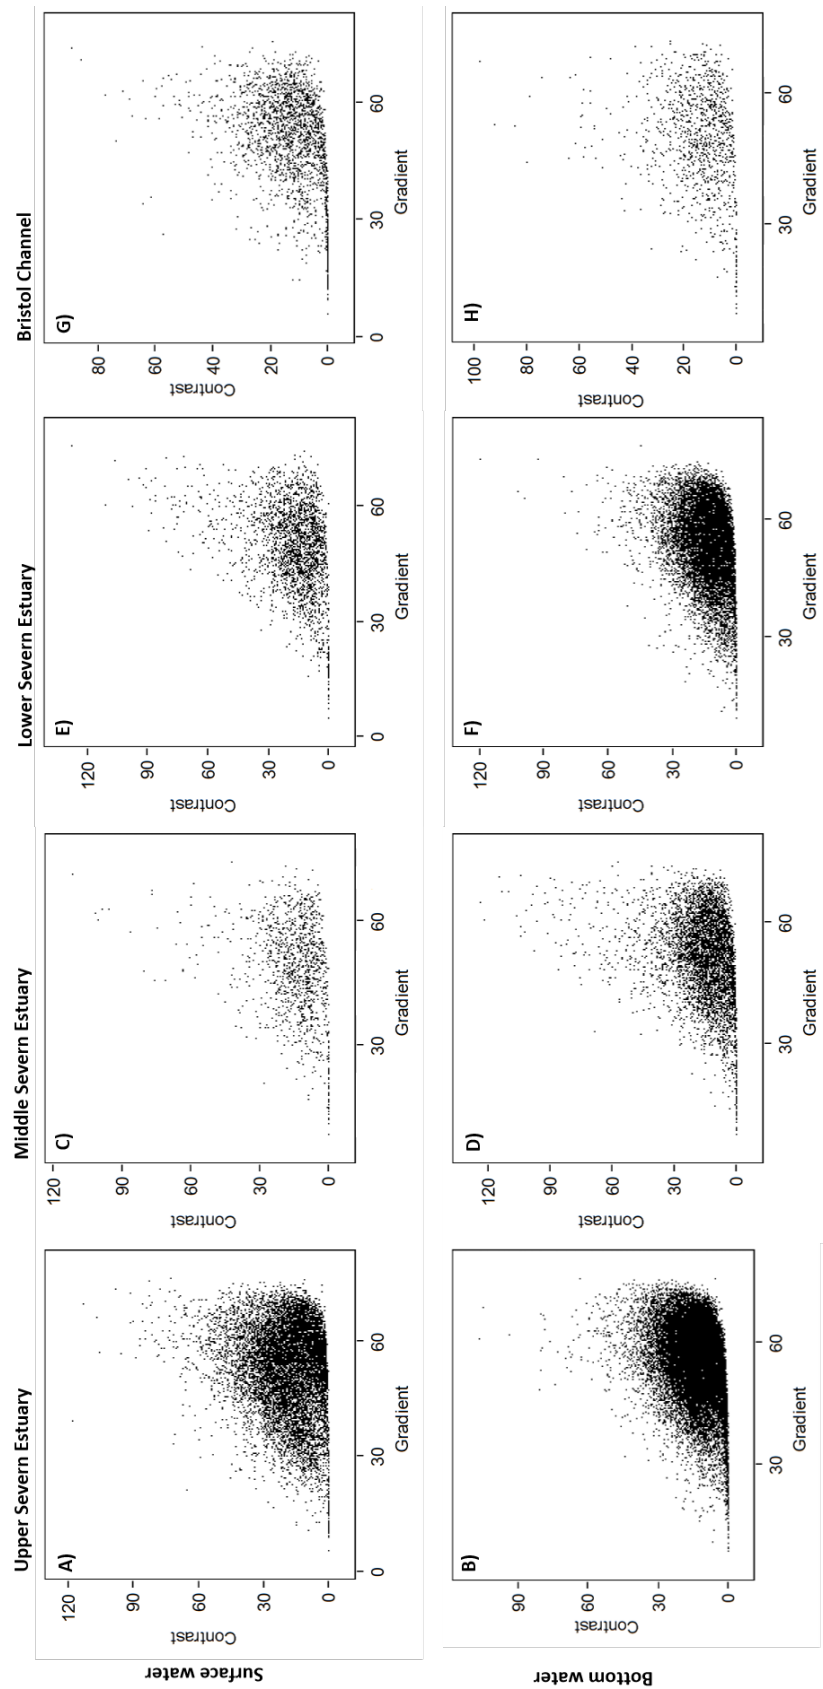 Upper Severn Estuary
Middle Severn Estuary
Lower Severn Estuary
Bristol Channel
Surface water
A)
Contrast
120
90
60
30
0
0 30 60
Gradient
C)
Contrast
120
90
60
30
0
30 60
Gradient
E)
Contrast
120
90
60
30
0
0 30 60
Gradient
G)
Contrast
80
60
40
20
0
0 30 60
Gradient
Bottom water
B)
Contrast
90
60
30
0
30 60
Gradient
D)
Contrast
120
90
60
30
0
30 60
Gradient
F)
Contrast
120
90
60
30
0
30 60
Gradient
H)
Contrast
100
80
60
40
20
0
30 60
Gradient